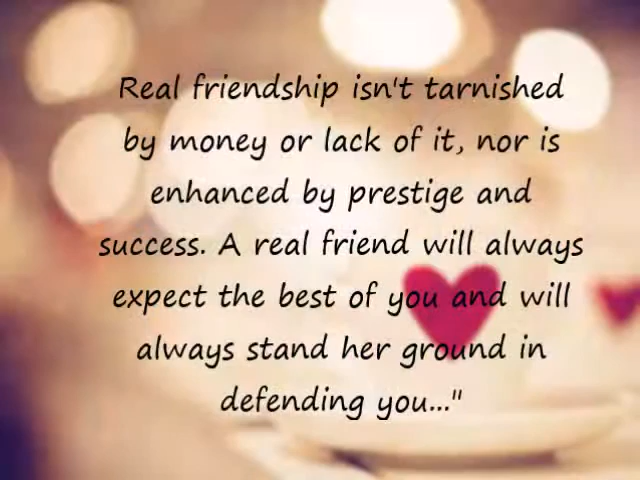 Real friendship isn't tarnished
by money or lack of it, nor is
enhanced by prestige and
success. A real friend will always
expect the best of you and will
always stand her ground in
defending you..."